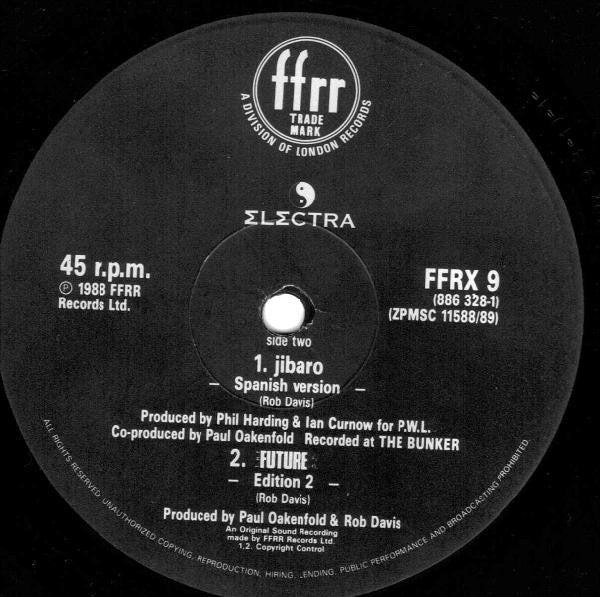 ffrr
TRADE
MARK
A DIVISION OF LONDON RECORDS
ΣLΣCTRA
45 r.p.m.
℗ 1988 FFRR
Records Ltd.
FFRX 9
(886 328-1)
(ZPMSC 11588/89)
side two
1. jibaro
– Spanish version –
(Rob Davis)
Produced by Phil Harding & Ian Curnow for P.W.L.
Co-produced by Paul Oakenfold Recorded at THE BUNKER
2. FUTURE
– Edition 2 –
(Rob Davis)
Produced by Paul Oakenfold & Rob Davis
An Original Sound Recording
made by FFRR Records Ltd.
1,2. Copyright Control
ALL RIGHTS RESERVED. UNAUTHORIZED COPYING, REPRODUCTION, HIRING, LENDING, PUBLIC PERFORMANCE AND BROADCASTING PROHIBITED.